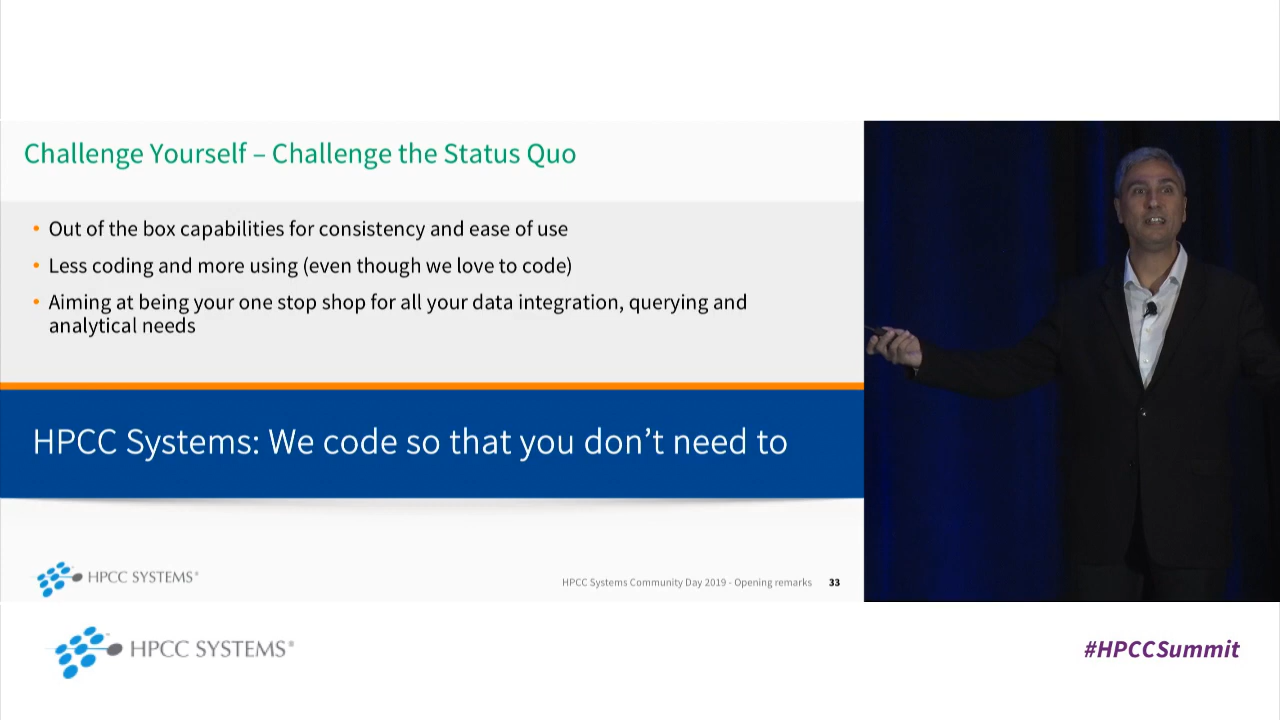 Challenge Yourself – Challenge the Status Quo
• Out of the box capabilities for consistency and ease of use
• Less coding and more using (even though we love to code)
• Aiming at being your one stop shop for all your data integration, querying and
analytical needs
HPCC Systems: We code so that you don’t need to
HPCC SYSTEMS®
HPCC Systems Community Day 2019 - Opening remarks 33
HPCC SYSTEMS®
#HPCCSummit